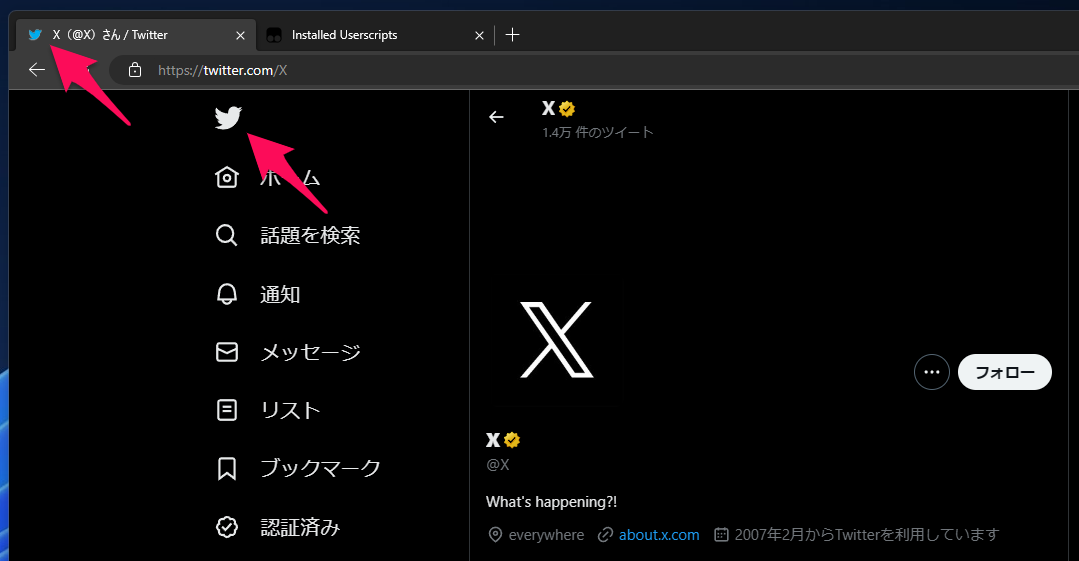 X（@X）さん / Twitter
Installed Userscripts
https://twitter.com/X
X
1.4万 件のツイート
ホーム
話題を検索
通知
メッセージ
リスト
ブックマーク
認証済み
フォロー
X
@X
What's happening?!
everywhere about.x.com 2007年2月からTwitterを利用しています